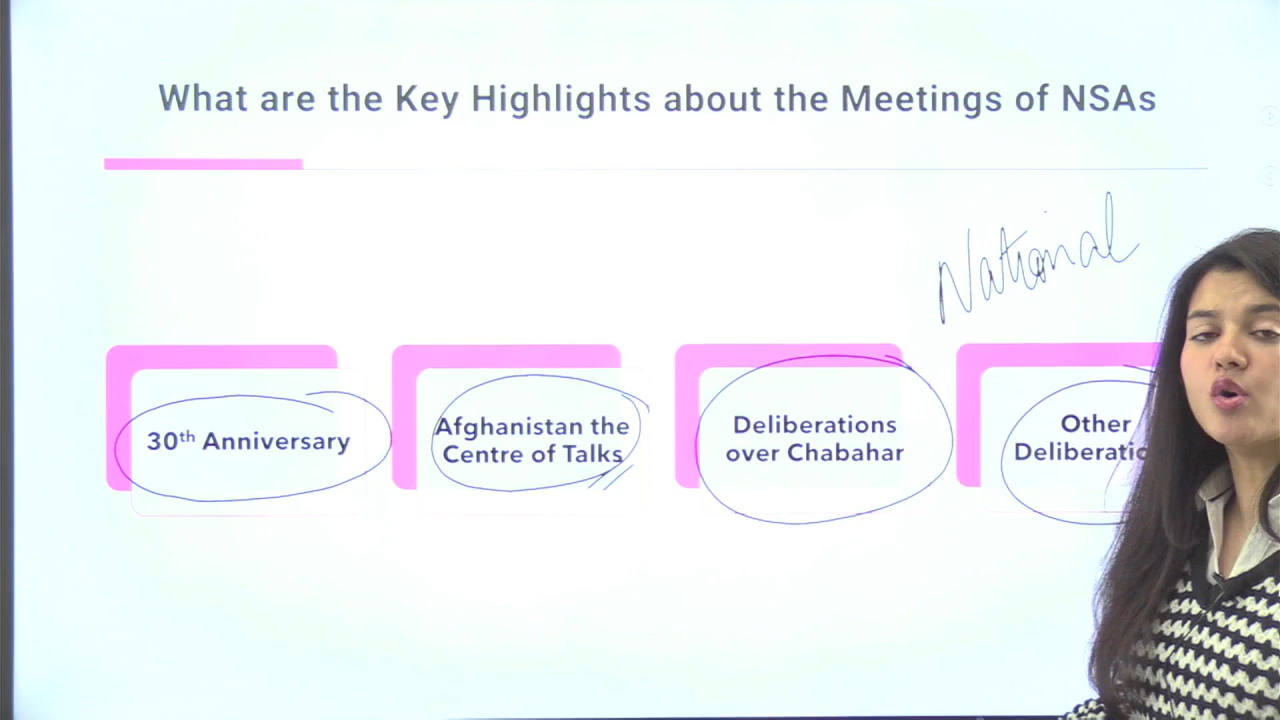 What are the Key Highlights about the Meetings of NSAs
National
30th Anniversary
Afghanistan the
Centre of Talks
Deliberations
over Chabahar
Other